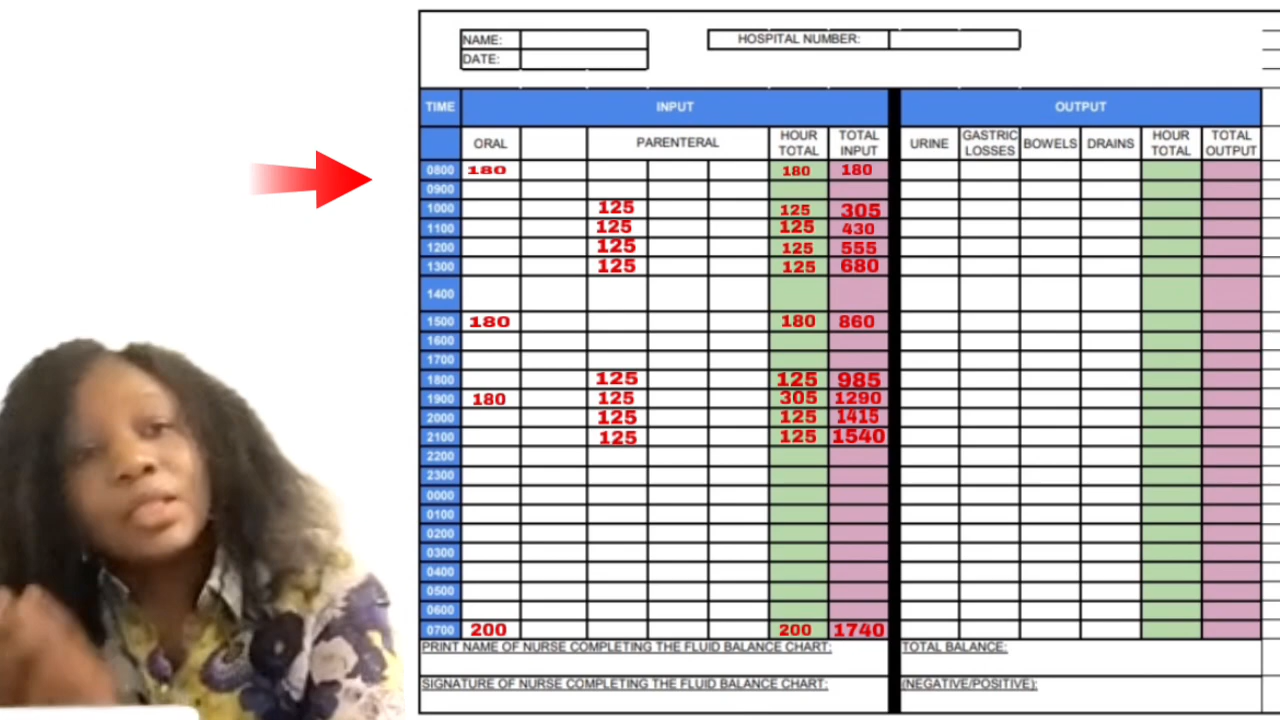 NAME:
HOSPITAL NUMBER:
DATE:
TIME INPUT OUTPUT
ORAL PARENTERAL HOUR TOTAL TOTAL INPUT URINE GASTRIC LOSSES BOWELS DRAINS HOUR TOTAL TOTAL OUTPUT
0800 180 180 180
0900
1000 125 125 305
1100 125 125 430
1200 125 125 555
1300 125 125 680
1400
1500 180 180 860
1600
1700
1800 125 125 985
1900 180 125 305 1290
2000 125 125 1415
2100 125 125 1540
2200
2300
0000
0100
0200
0300
0400
0500
0600
0700 200 200 1740
PRINT NAME OF NURSE COMPLETING THE FLUID BALANCE CHART: TOTAL BALANCE:
SIGNATURE OF NURSE COMPLETING THE FLUID BALANCE CHART: (NEGATIVE/POSITIVE):